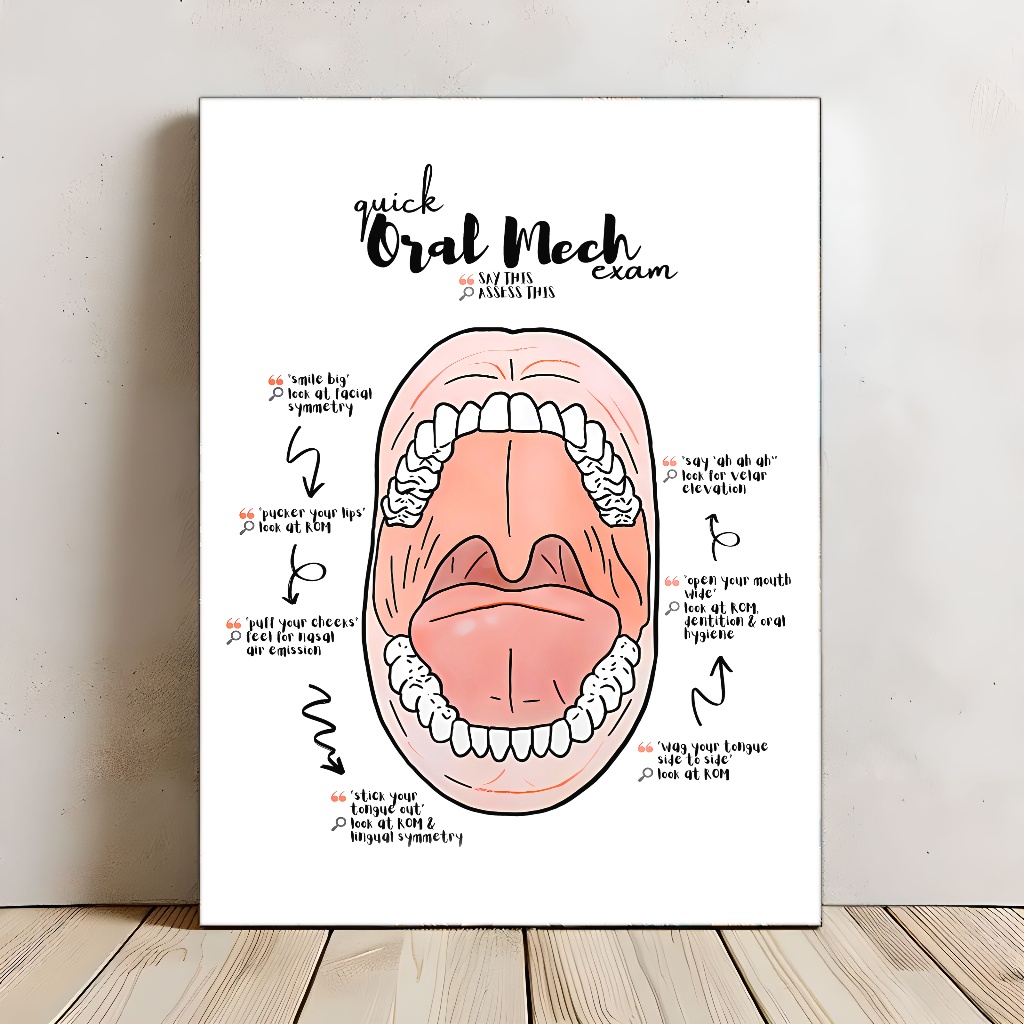 quick
Oral Mech
exam
SAY THIS
ASSESS THIS
'smile big'
look at facial
symmetry
'pucker your lips'
look at ROM
'puff your cheeks'
feel for nasal
air emission
'stick your
tongue out'
look at ROM &
lingual symmetry
'wag your tongue
side to side'
look at ROM
'open your mouth
wide'
look at ROM,
dentition & oral
hygiene
'say 'ah ah ah"
look for velar
elevation